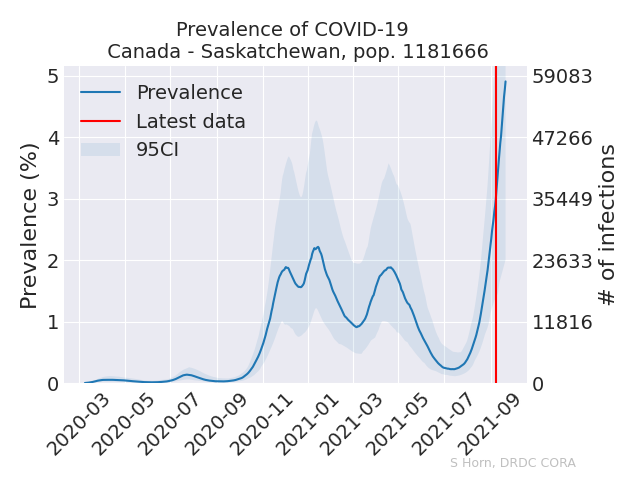 Prevalence of COVID-19
Canada - Saskatchewan, pop. 1181666
Prevalence
Latest data
95CI
Prevalence (%)
5
4
3
2
1
0
59083
47266
35449
23633
11816
0
# of infections
2020-03
2020-05
2020-07
2020-09
2020-11
2021-01
2021-03
2021-05
2021-07
2021-09
S Horn, DRDC CORA